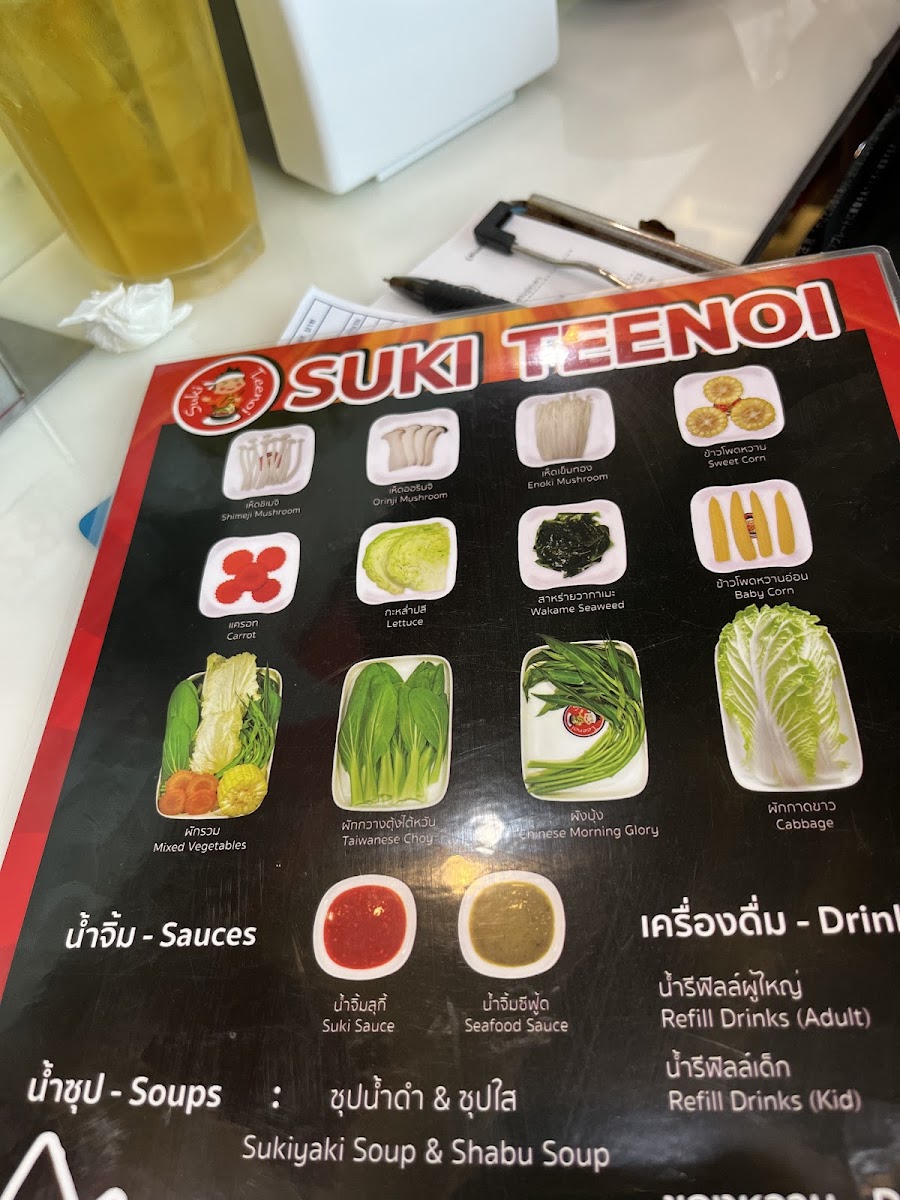 SUKI TEENOI
Suki Teenoi
เห็ดชิเมจิ
Shimeji Mushroom
เห็ดออรินจิ
Orinji Mushroom
เห็ดเข็มทอง
Enoki Mushroom
ข้าวโพดหวาน
Sweet Corn
แครอท
Carrot
กะหล่ำปลี
Lettuce
สาหร่ายวากาเมะ
Wakame Seaweed
ข้าวโพดหวานอ่อน
Baby Corn
ผักรวม
Mixed Vegetables
ผักกวางตุ้งไต้หวัน
Taiwanese Choy
ผังบุ้ง
Chinese Morning Glory
ผักกาดขาว
Cabbage
น้ำจิ้ม - Sauces
น้ำจิ้มสุกี้
Suki Sauce
น้ำจิ้มซีฟู้ด
Seafood Sauce
เครื่องดื่ม - Drin
น้ำรีฟิลล์ผู้ใหญ่
Refill Drinks (Adult)
น้ำรีฟิลล์เด็ก
Refill Drinks (Kid)
น้ำซุป - Soups : ซุปน้ำดำ & ซุปใส
Sukiyaki Soup & Shabu Soup